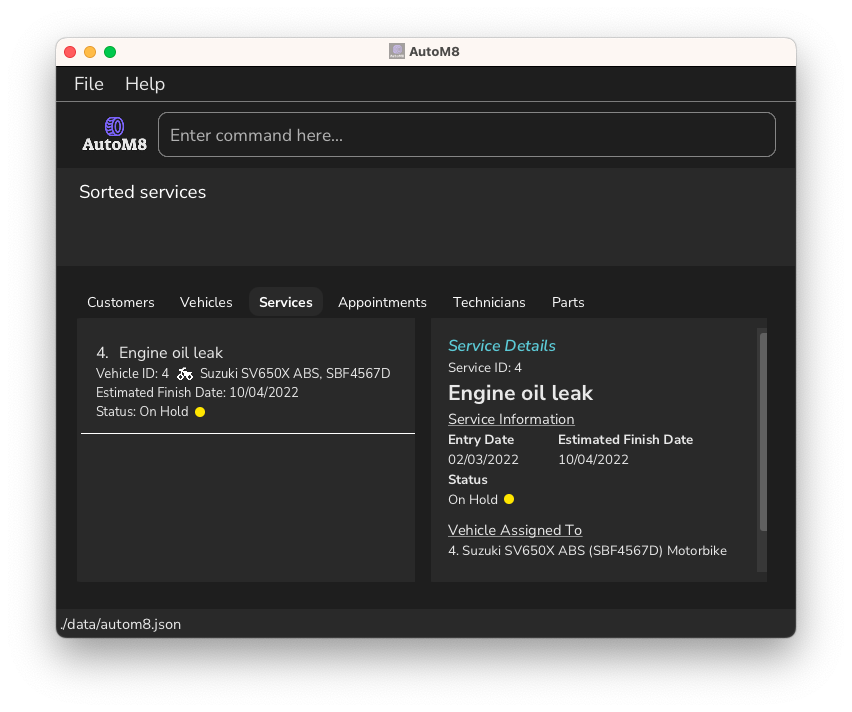 AutoM8
File Help
AutoM8
Enter command here...
Sorted services
Customers Vehicles Services Appointments Technicians Parts
4. Engine oil leak
Vehicle ID: 4 Suzuki SV650X ABS, SBF4567D
Estimated Finish Date: 10/04/2022
Status: On Hold
Service Details
Service ID: 4
Engine oil leak
Service Information
Entry Date Estimated Finish Date
02/03/2022 10/04/2022
Status
On Hold
Vehicle Assigned To
4. Suzuki SV650X ABS (SBF4567D) Motorbike
./data/autom8.json